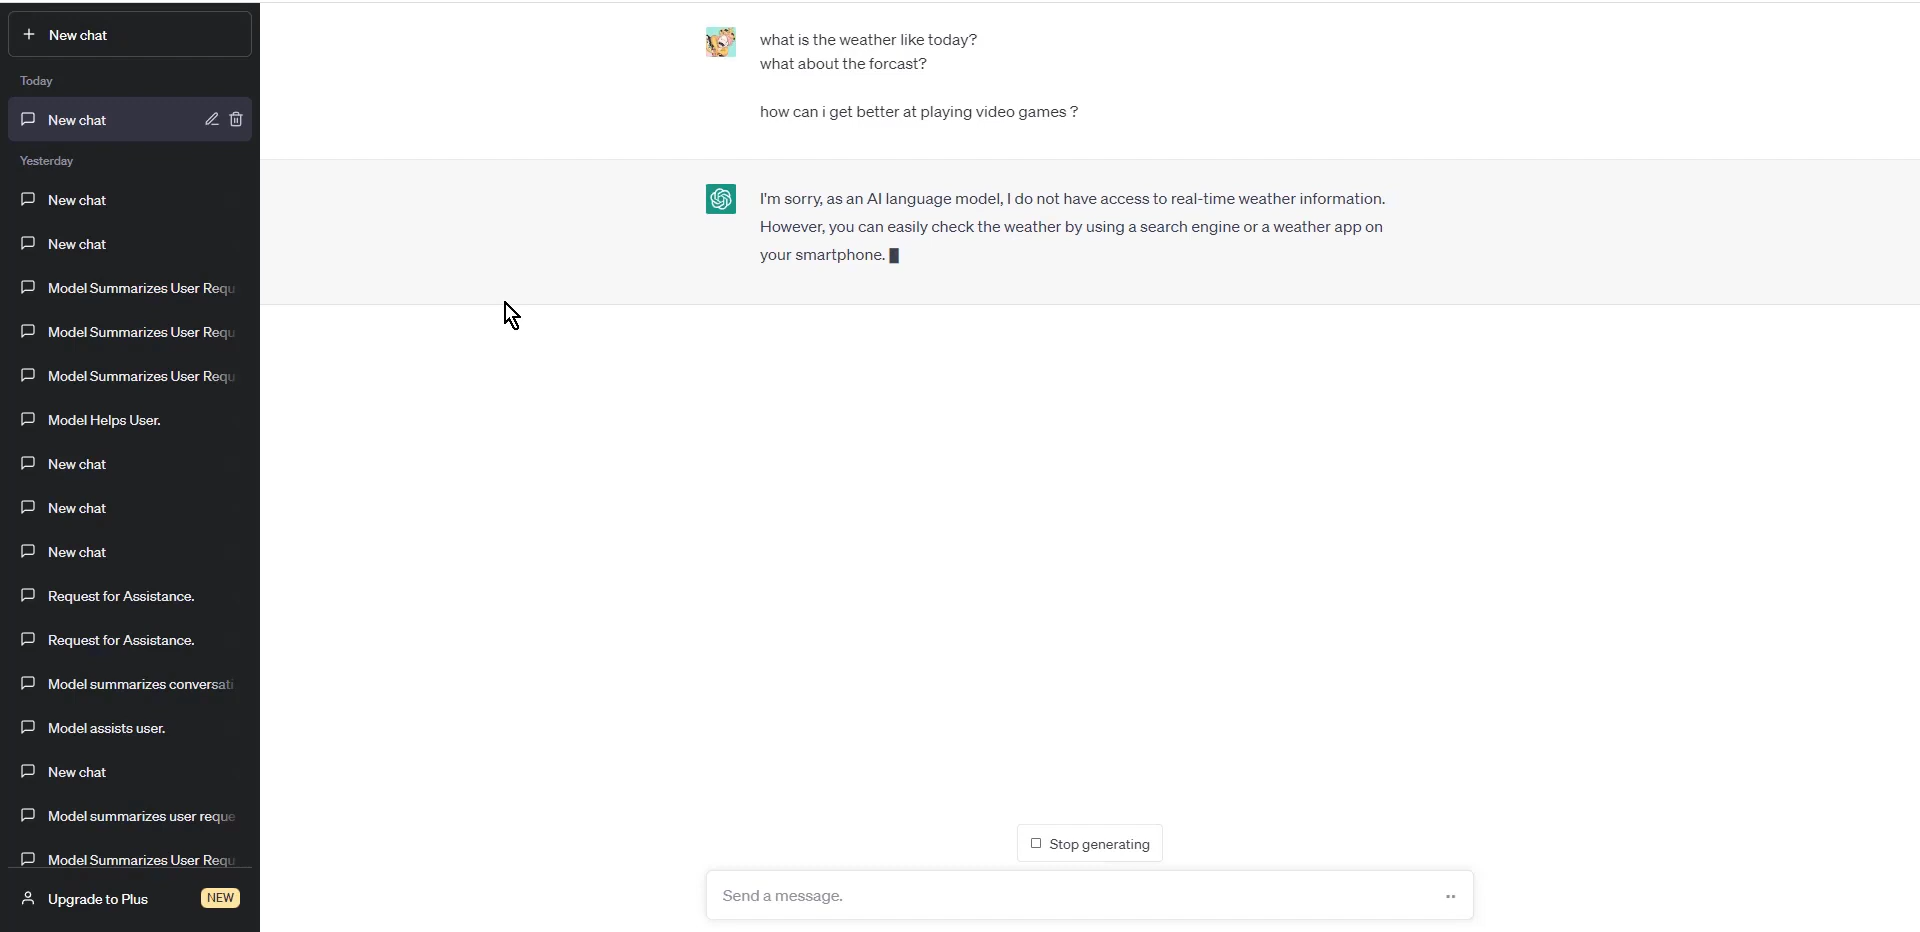 New chat
Today
New chat
Yesterday
New chat
New chat
Model Summarizes User Requ
Model Summarizes User Requ
Model Summarizes User Requ
Model Helps User.
New chat
New chat
New chat
Request for Assistance.
Request for Assistance.
Model summarizes conversati
Model assists user.
New chat
Model summarizes user reque
Model Summarizes User Requ
Upgrade to Plus NEW
what is the weather like today?
what about the forcast?
how can i get better at playing video games ?
I'm sorry, as an AI language model, I do not have access to real-time weather information.
However, you can easily check the weather by using a search engine or a weather app on
your smartphone.
Stop generating
Send a message.